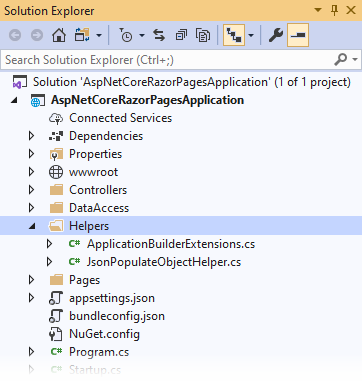 Solution Explorer
Search Solution Explorer (Ctrl+;)
Solution 'AspNetCoreRazorPagesApplication' (1 of 1 project)
AspNetCoreRazorPagesApplication
Connected Services
Dependencies
Properties
wwwroot
Controllers
DataAccess
Helpers
C# ApplicationBuilderExtensions.cs
C# JsonPopulateObjectHelper.cs
Pages
appsettings.json
bundleconfig.json
NuGet.config
C# Program.cs
C# Startup.cs